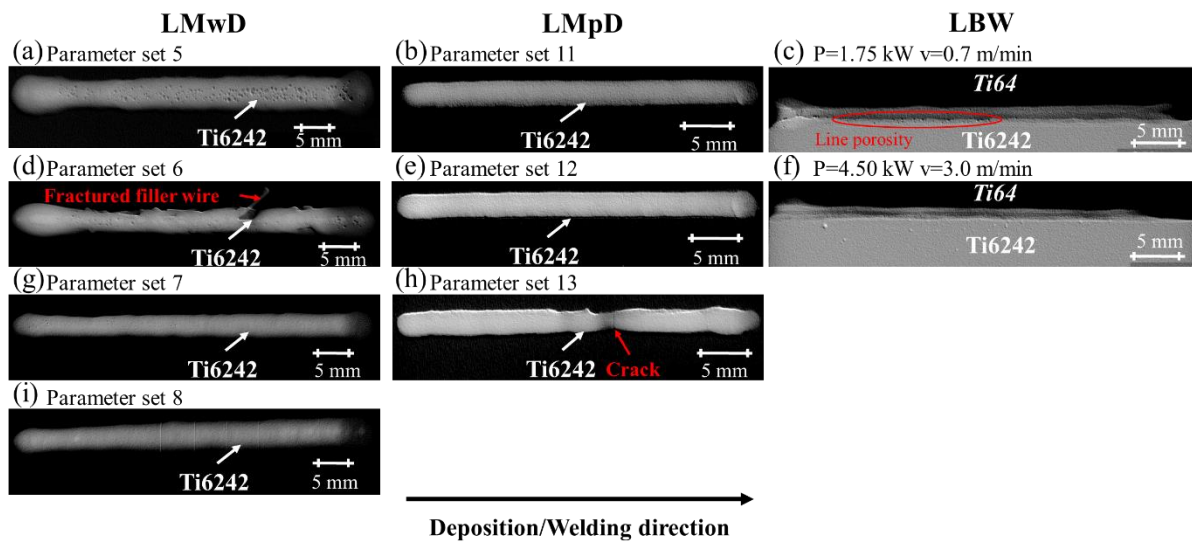 LMwD
LMpD
LBW
(a) Parameter set 5
(b) Parameter set 11
(c) P=1.75 kW v=0.7 m/min
Ti6242
5 mm
Ti6242
5 mm
Ti64
Line porosity
Ti6242
5 mm
(d) Parameter set 6
(e) Parameter set 12
(f) P=4.50 kW v=3.0 m/min
Fractured filler wire
Ti6242
5 mm
Ti6242
5 mm
Ti64
Ti6242
5 mm
(g) Parameter set 7
(h) Parameter set 13
Ti6242
5 mm
Ti6242
Crack
5 mm
(i) Parameter set 8
Ti6242
5 mm
Deposition/Welding direction